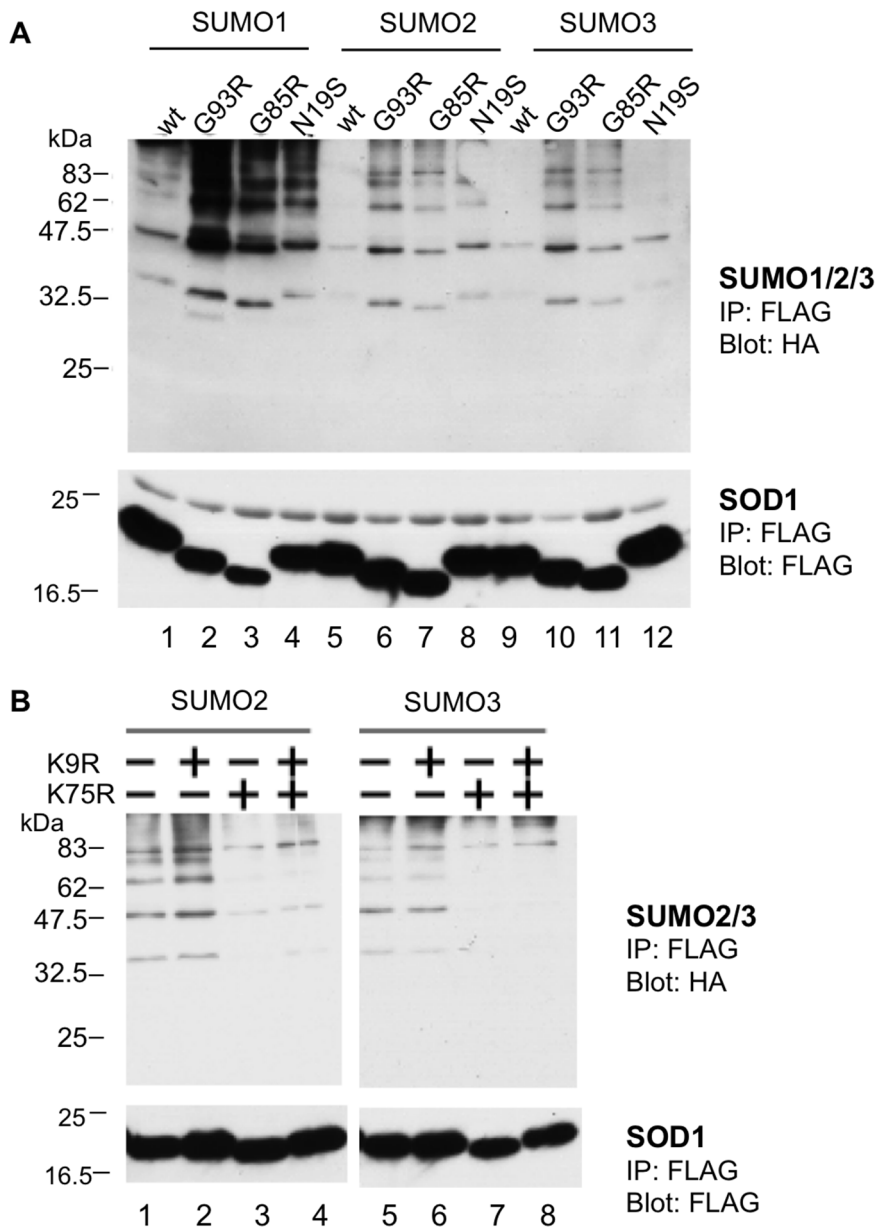 A
SUMO1 SUMO2 SUMO3
wt G93R G85R N19S wt G93R G85R N19S wt G93R G85R N19S
kDa
83
62
47.5
32.5
25
SUMO1/2/3
IP: FLAG
Blot: HA
25
16.5
SOD1
IP: FLAG
Blot: FLAG
1 2 3 4 5 6 7 8 9 10 11 12
B
SUMO2 SUMO3
K9R − + − + − + − +
K75R − − + + − − + +
kDa
83
62
47.5
32.5
25
SUMO2/3
IP: FLAG
Blot: HA
25
16.5
SOD1
IP: FLAG
Blot: FLAG
1 2 3 4 5 6 7 8